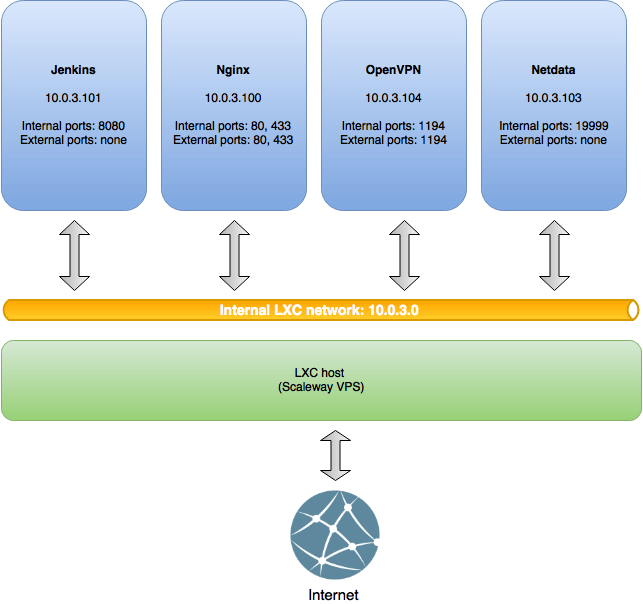 Jenkins
10.0.3.101
Internal ports: 8080
External ports: none
Nginx
10.0.3.100
Internal ports: 80, 433
External ports: 80, 433
OpenVPN
10.0.3.104
Internal ports: 1194
External ports: 1194
Netdata
10.0.3.103
Internal ports: 19999
External ports: none
Internal LXC network: 10.0.3.0
LXC host
(Scaleway VPS)
Internet